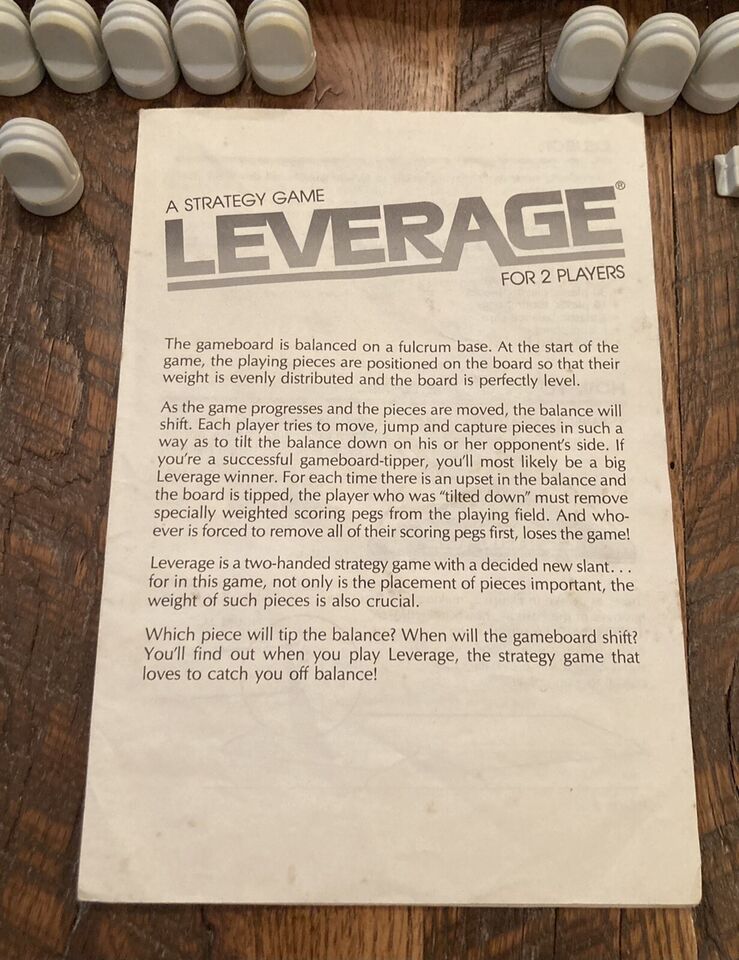 A STRATEGY GAME
LEVERAGE®
FOR 2 PLAYERS
The gameboard is balanced on a fulcrum base. At the start of the
game, the playing pieces are positioned on the board so that their
weight is evenly distributed and the board is perfectly level.
As the game progresses and the pieces are moved, the balance will
shift. Each player tries to move, jump and capture pieces in such a
way as to tilt the balance down on his or her opponent's side. If
you're a successful gameboard-tipper, you'll most likely be a big
Leverage winner. For each time there is an upset in the balance and
the board is tipped, the player who was "tilted down" must remove
specially weighted scoring pegs from the playing field. And who-
ever is forced to remove all of their scoring pegs first, loses the game!
Leverage is a two-handed strategy game with a decided new slant...
for in this game, not only is the placement of pieces important, the
weight of such pieces is also crucial.
Which piece will tip the balance? When will the gameboard shift?
You'll find out when you play Leverage, the strategy game that
loves to catch you off balance!